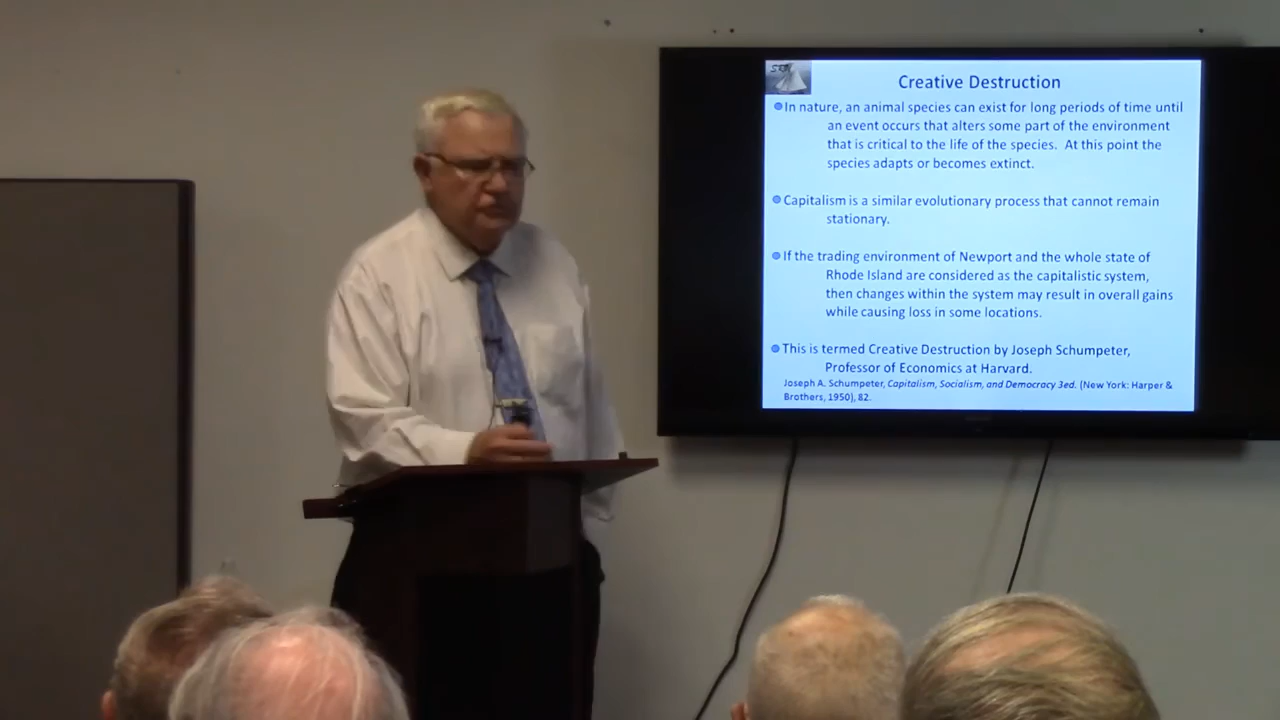 Creative Destruction
In nature, an animal species can exist for long periods of time until
an event occurs that alters some part of the environment
that is critical to the life of the species. At this point the
species adapts or becomes extinct.
Capitalism is a similar evolutionary process that cannot remain
stationary.
If the trading environment of Newport and the whole state of
Rhode Island are considered as the capitalistic system,
then changes within the system may result in overall gains
while causing loss in some locations.
This is termed Creative Destruction by Joseph Schumpeter,
Professor of Economics at Harvard.
Joseph A. Schumpeter, Capitalism, Socialism, and Democracy 3ed. (New York: Harper &
Brothers, 1950), 82.